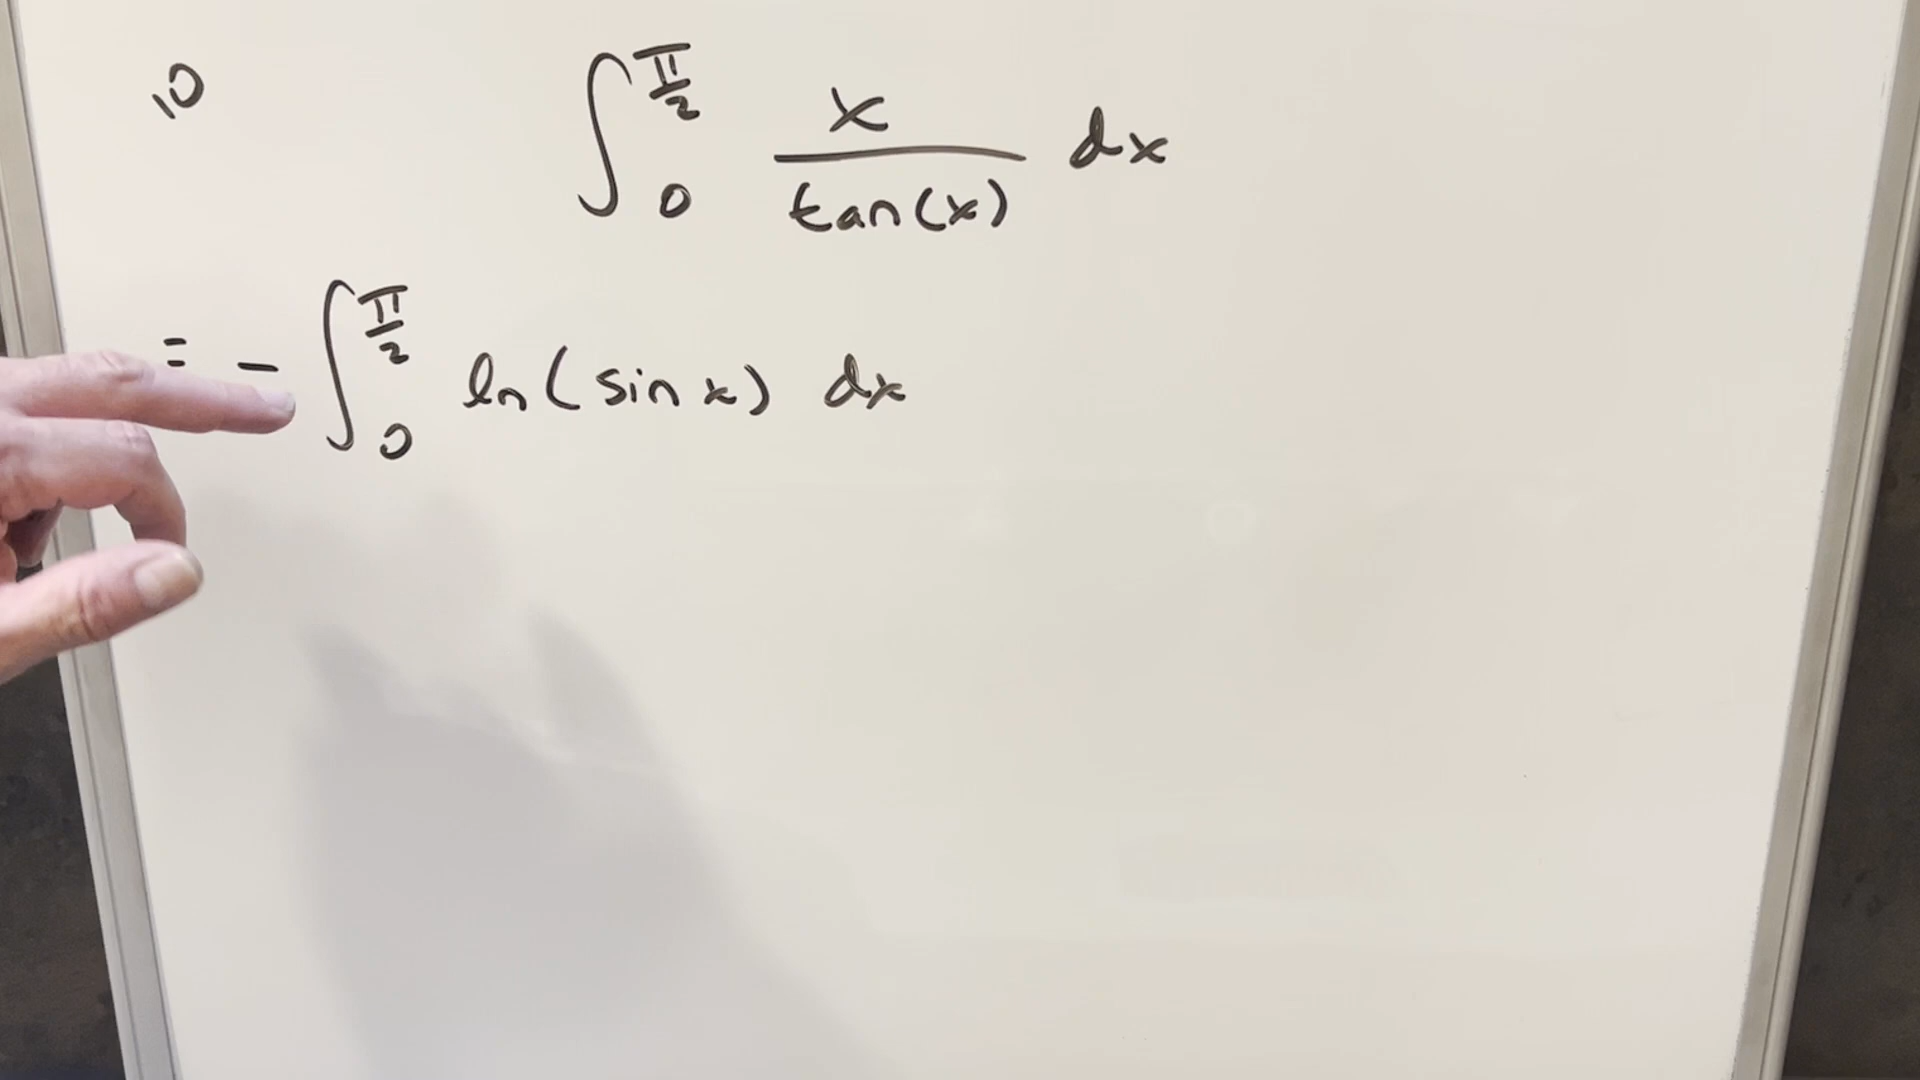 10 ∫₀^(π/2) x/tan(x) dx
= - ∫₀^(π/2) ln(sin x) dx